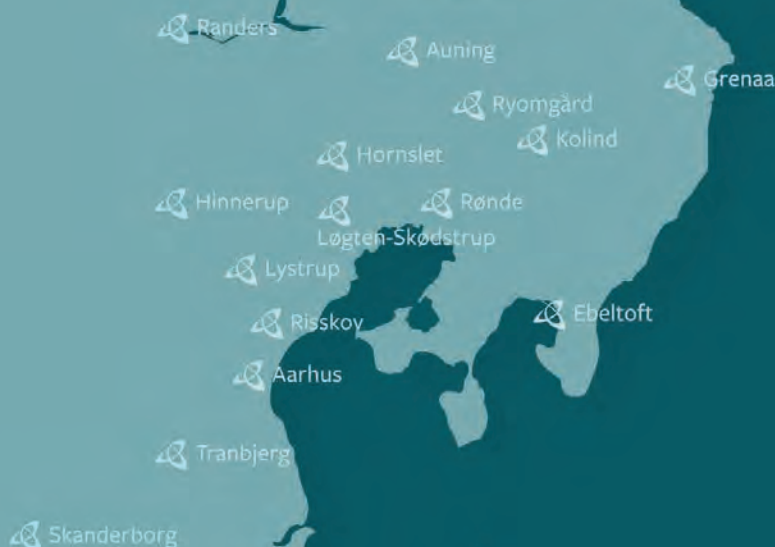 Randers
Auning
Grenaa
Ryomgård
Kolind
Hornslet
Hinnerup
Rønde
Løgten-Skødstrup
Lystrup
Risskov
Ebeltoft
Aarhus
Tranbjerg
Skanderborg